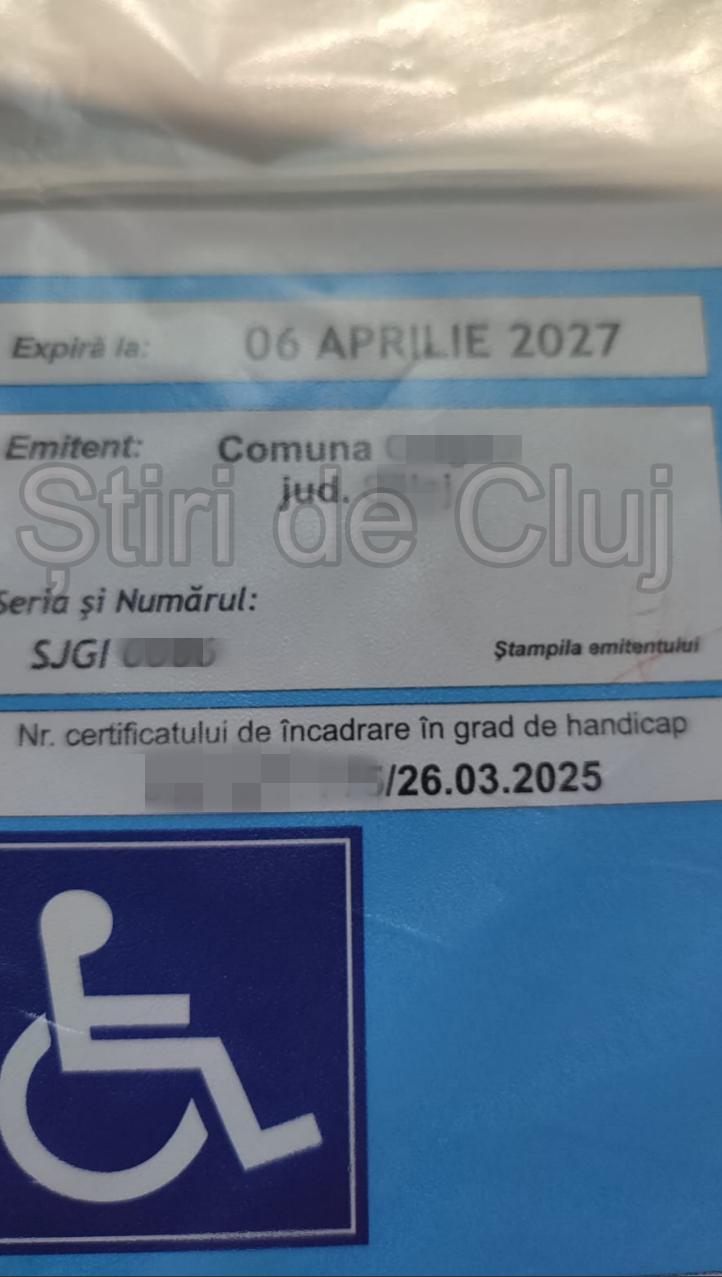 Expiră la: 06 APRILIE 2027
Emitent: Comuna
jud.
Știri de Cluj
Seria și Numărul:
SJGI
Ștampila emitentului
Nr. certificatului de încadrare în grad de handicap
/26.03.2025